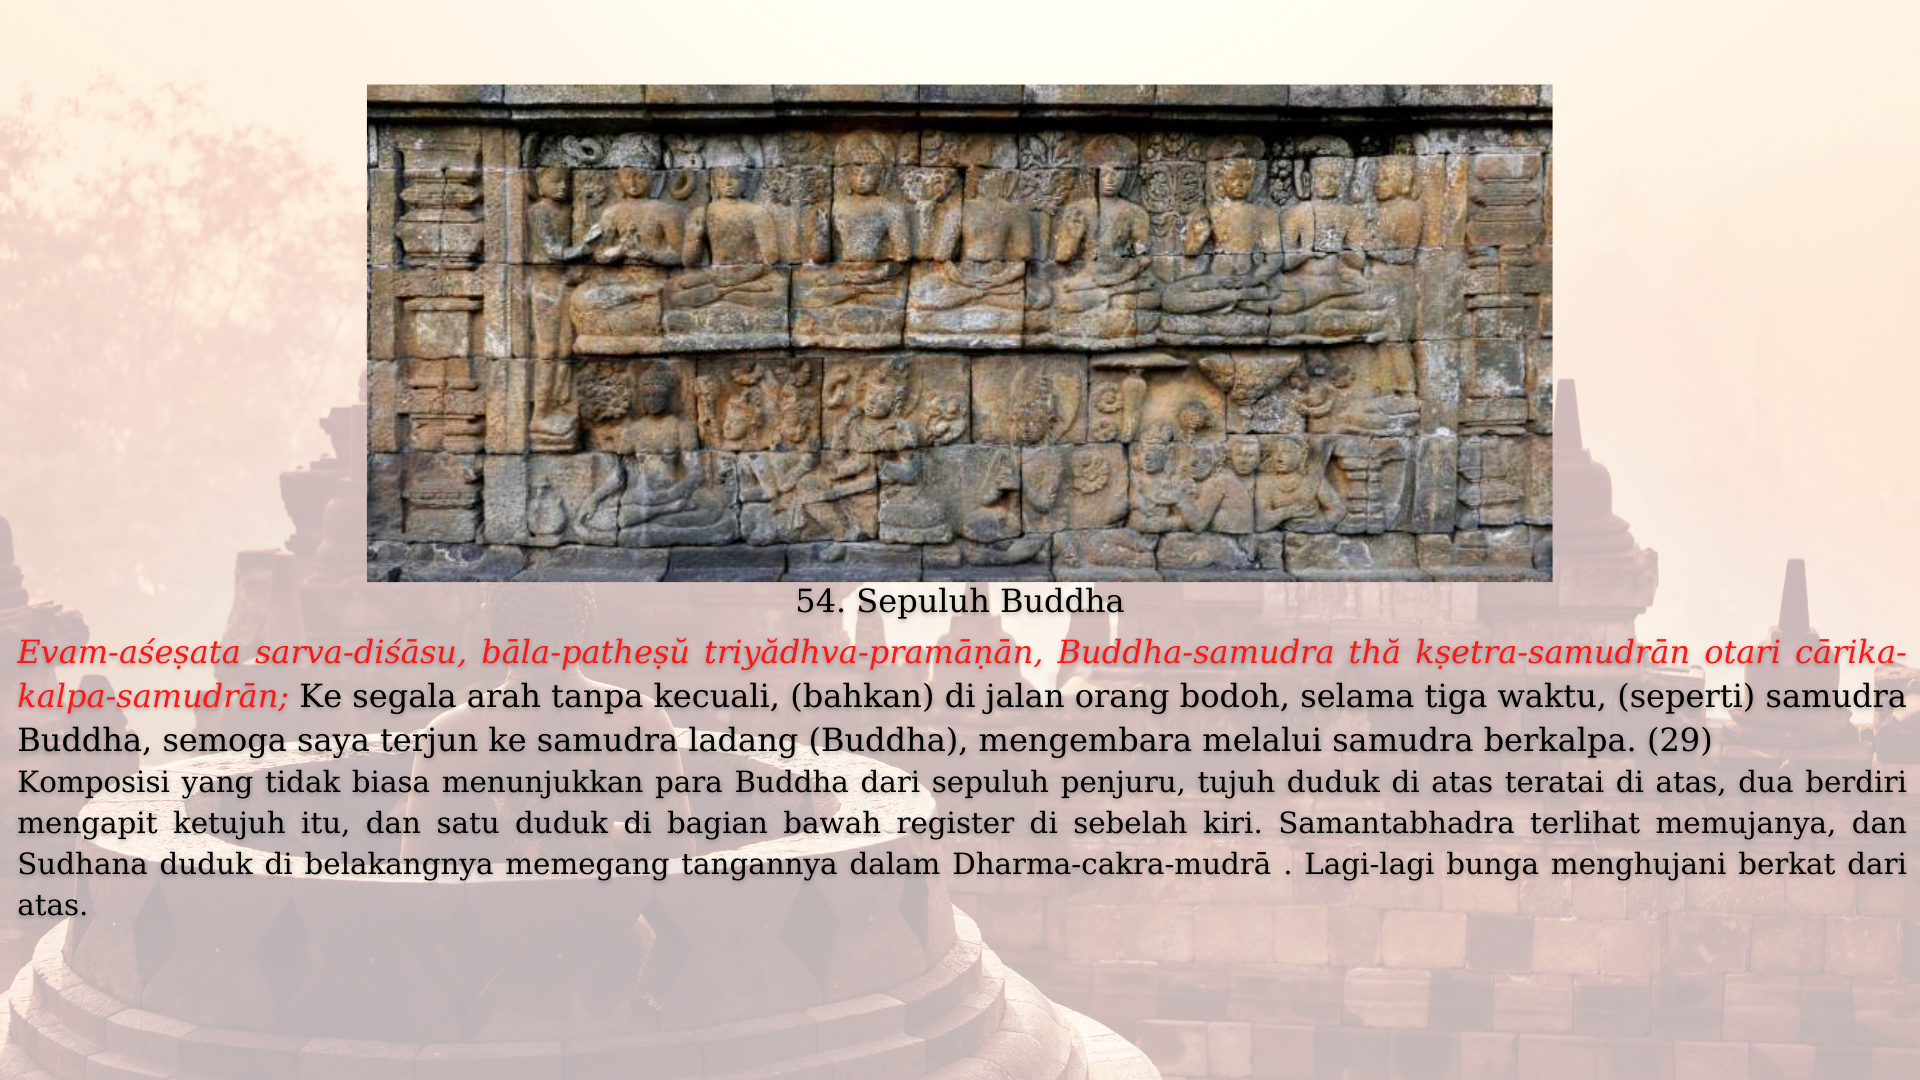 54. Sepuluh Buddha
Evam-aśeṣata sarva-diśāsu, bāla-patheṣŭ triyădhva-pramāṇān, Buddha-samudra thă kṣetra-samudrān otari cārika-
kalpa-samudrān; Ke segala arah tanpa kecuali, (bahkan) di jalan orang bodoh, selama tiga waktu, (seperti) samudra
Buddha, semoga saya terjun ke samudra ladang (Buddha), mengembara melalui samudra berkalpa. (29)
Komposisi yang tidak biasa menunjukkan para Buddha dari sepuluh penjuru, tujuh duduk di atas teratai di atas, dua berdiri
mengapit ketujuh itu, dan satu duduk di bagian bawah register di sebelah kiri. Samantabhadra terlihat memujanya, dan
Sudhana duduk di belakangnya memegang tangannya dalam Dharma-cakra-mudrā . Lagi-lagi bunga menghujani berkat dari
atas.